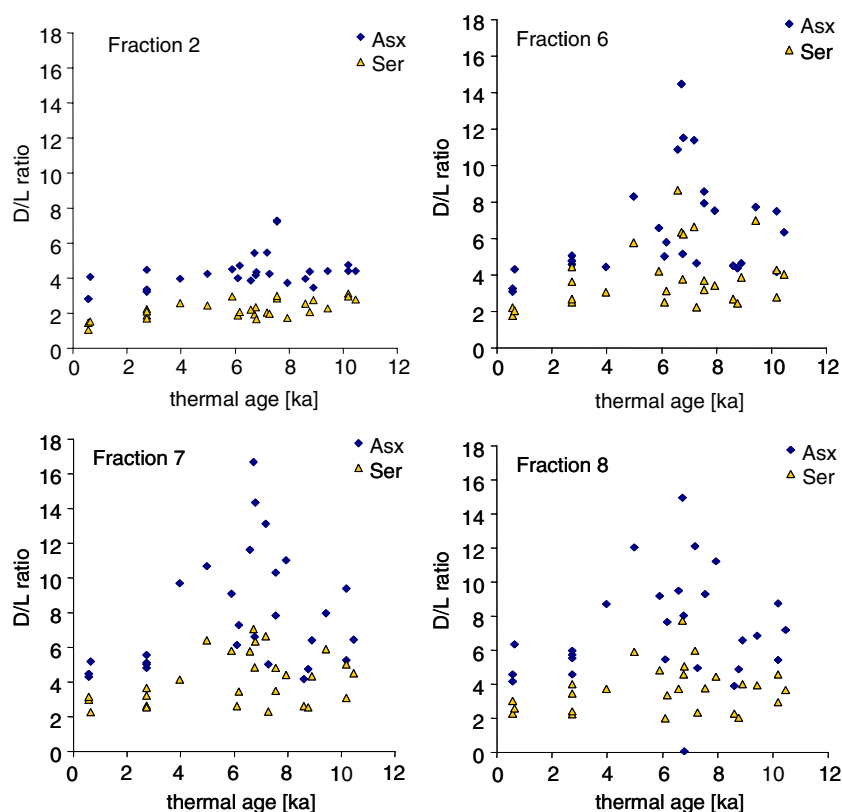 Fraction 2
Asx
Ser
18
16
14
12
10
8
6
4
2
0
D/L ratio
0 2 4 6 8 10 12
thermal age [ka]
Fraction 6
Asx
Ser
18
16
14
12
10
8
6
4
2
0
D/L ratio
0 2 4 6 8 10 12
thermal age [ka]
Fraction 7
Asx
Ser
18
16
14
12
10
8
6
4
2
0
D/L ratio
0 2 4 6 8 10 12
thermal age [ka]
Fraction 8
Asx
Ser
18
16
14
12
10
8
6
4
2
0
D/L ratio
0 2 4 6 8 10 12
thermal age [ka]